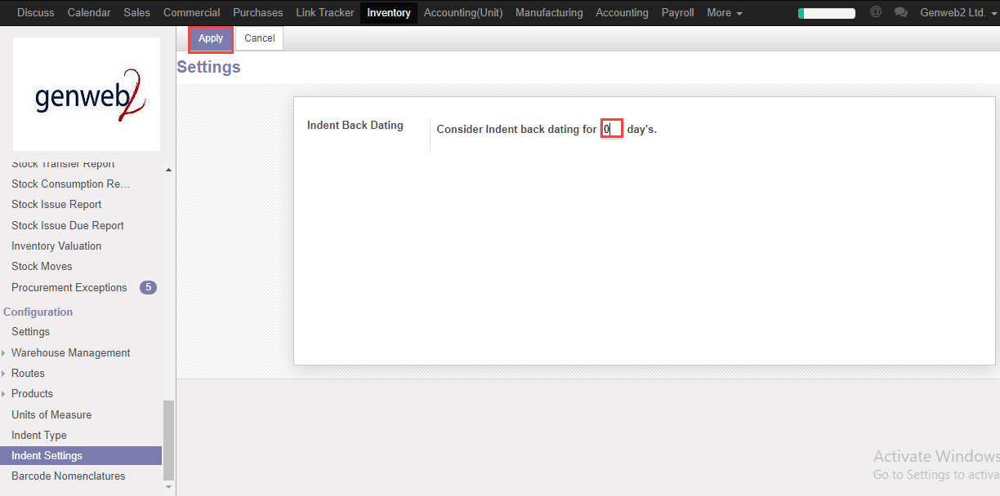 Discuss Calendar Sales Commercial Purchases Link Tracker Inventory Accounting(Unit) Manufacturing Accounting Payroll More @ Genweb2 Ltd.
Apply Cancel
Settings
genweb2
Indent Back Dating
Consider Indent back dating for 0 day's.
Stock Transfer Report
Stock Consumption Re...
Stock Issue Report
Stock Issue Due Report
Inventory Valuation
Stock Moves
Procurement Exceptions 5
Configuration
Settings
Warehouse Management
Routes
Products
Units of Measure
Indent Type
Indent Settings
Barcode Nomenclatures
Activate Windows
Go to Settings to activa